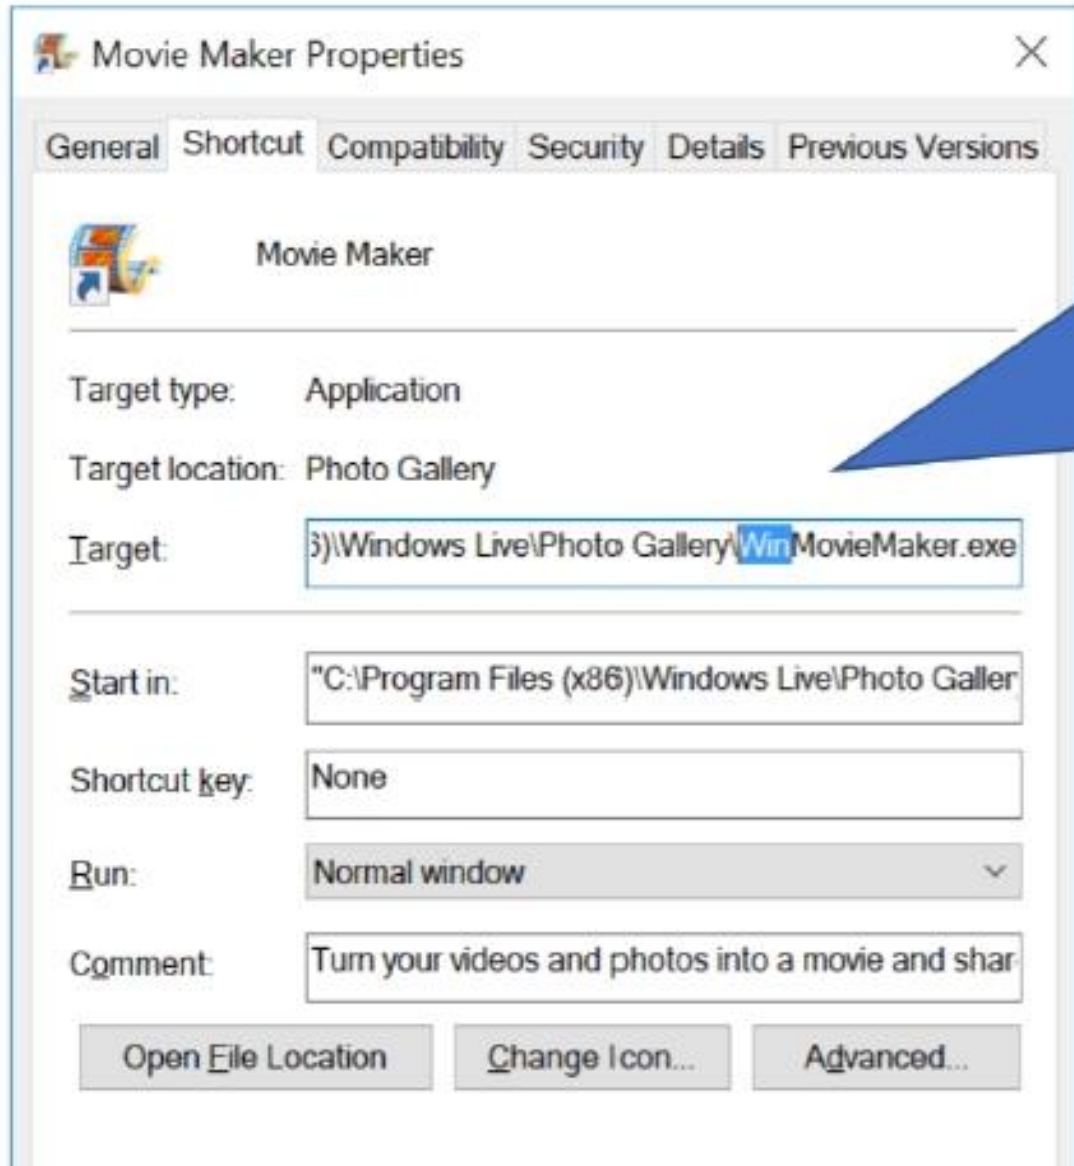 Movie Maker Properties
General Shortcut Compatibility Security Details Previous Versions
Movie Maker
Target type: Application
Target location: Photo Gallery
Target: 6)\Windows Live\Photo Gallery\WinMovieMaker.exe
Start in: "C:\Program Files (x86)\Windows Live\Photo Galler
Shortcut key: None
Run: Normal window
Comment: Turn your videos and photos into a movie and shar
Open File Location Change Icon... Advanced...